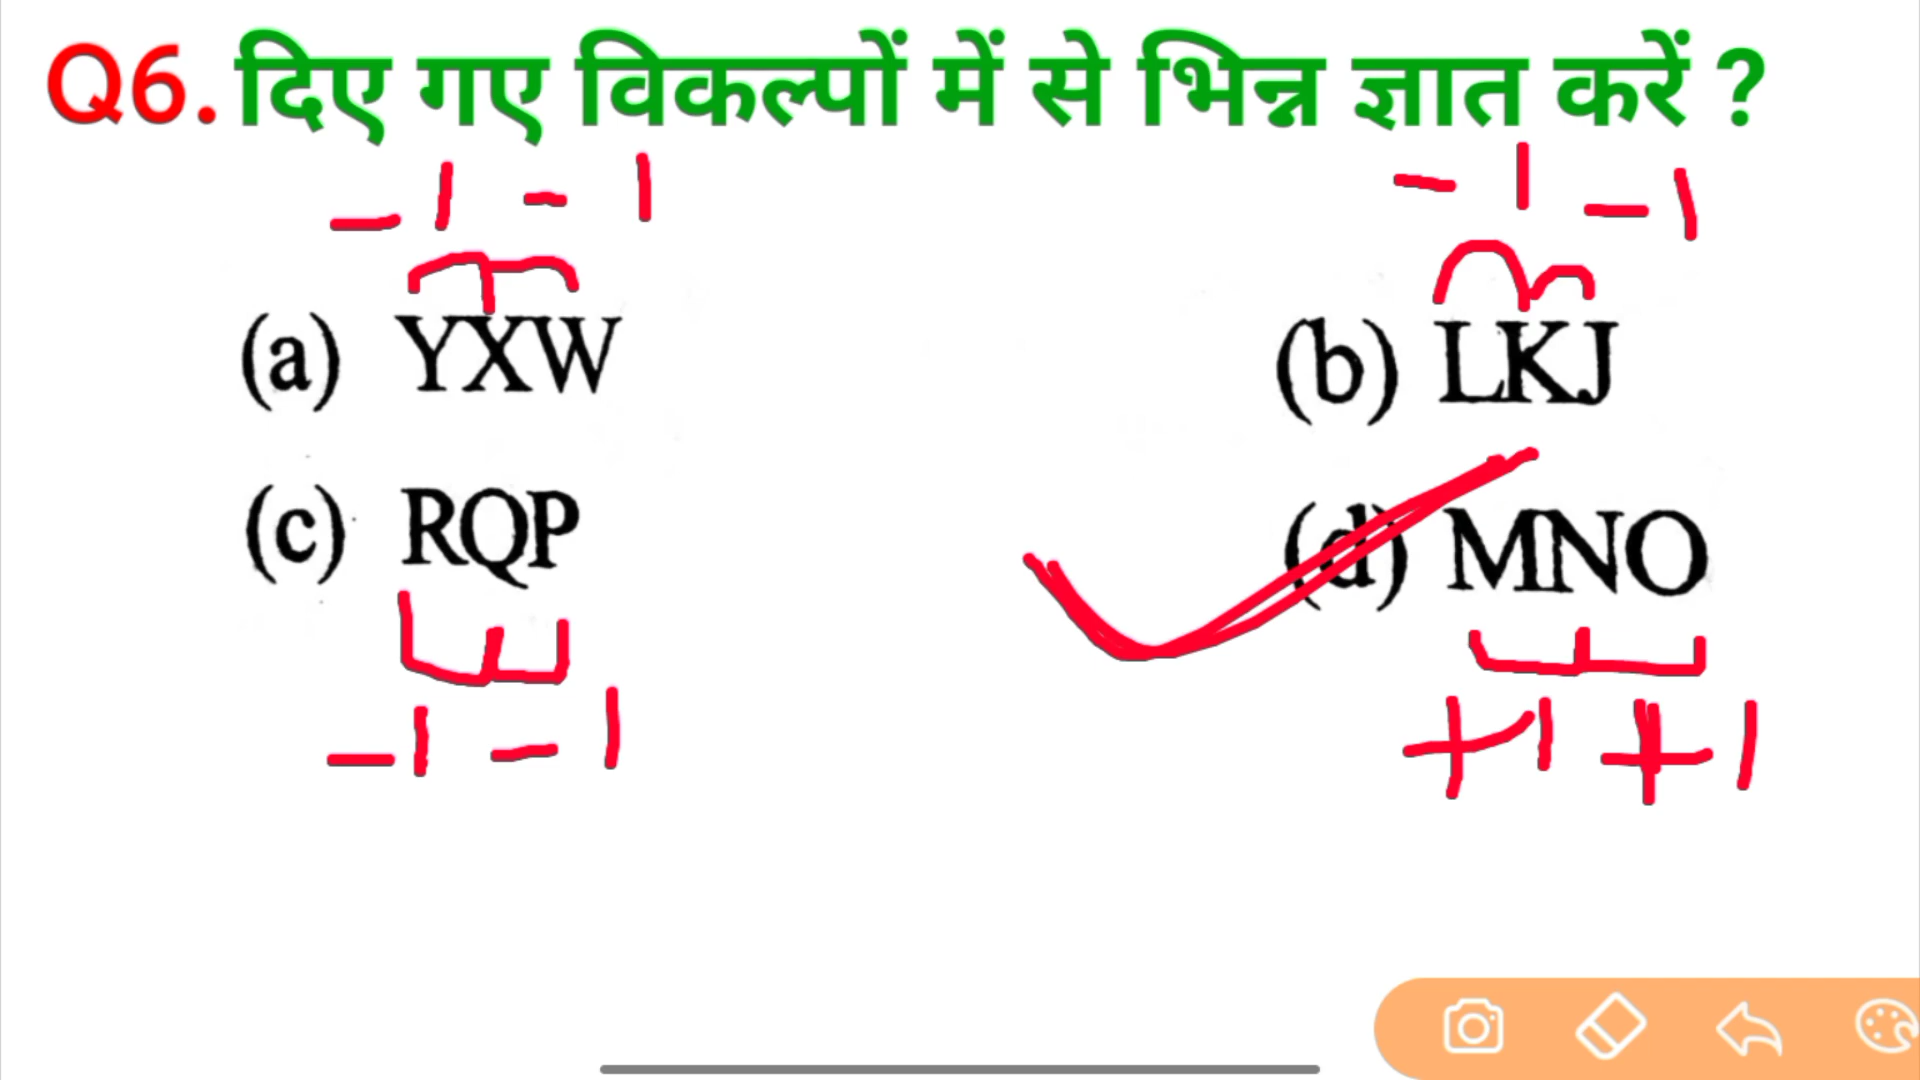 Q6. दिए गए विकल्पों में से भिन्न ज्ञात करें ?
-1 -1 -1 -1
(a) YXW (b) LKJ
(c) RQP (d) MNO
-1 -1 +1 +1